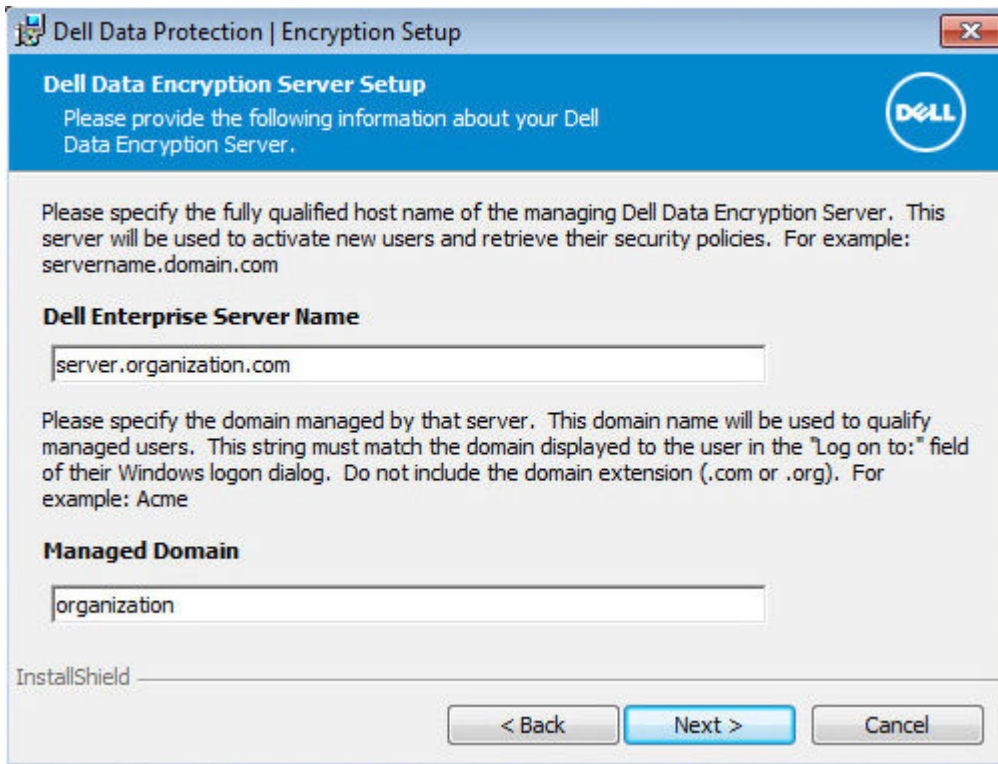 Dell Data Protection | Encryption Setup
Dell Data Encryption Server Setup
Please provide the following information about your Dell
Data Encryption Server.
DELL
Please specify the fully qualified host name of the managing Dell Data Encryption Server.  This
server will be used to activate new users and retrieve their security policies.  For example:
servername.domain.com
Dell Enterprise Server Name
server.organization.com
Please specify the domain managed by that server.  This domain name will be used to qualify
managed users.  This string must match the domain displayed to the user in the "Log on to:" field
of their Windows logon dialog.  Do not include the domain extension (.com or .org).  For
example: Acme
Managed Domain
organization
InstallShield
< Back
Next >
Cancel